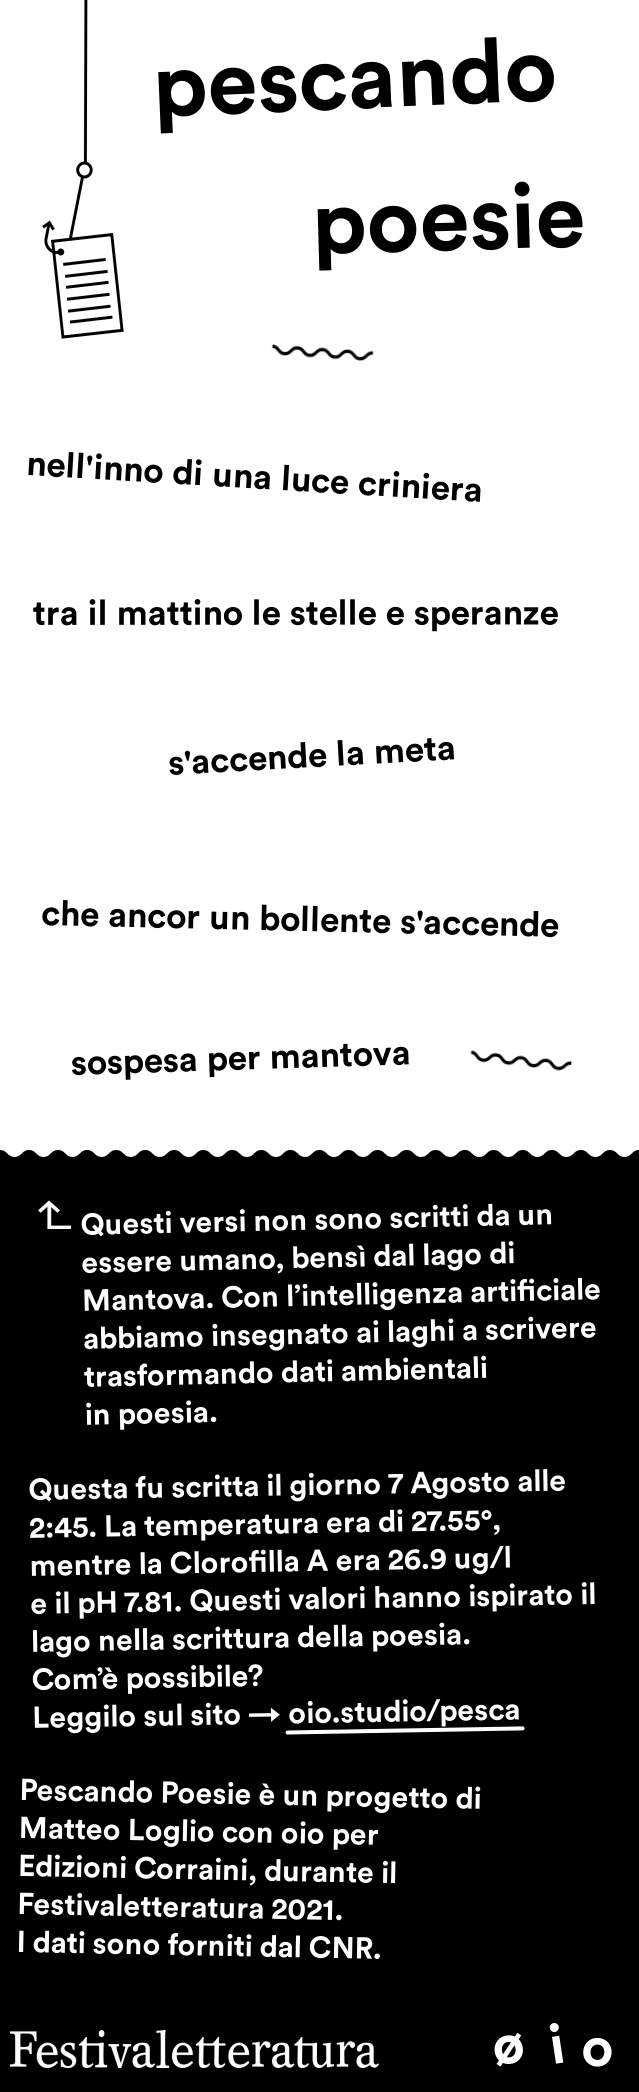 pescando
poesie
nell'inno di una luce criniera
tra il mattino le stelle e speranze
s'accende la meta
che ancor un bollente s'accende
sospesa per mantova
Questi versi non sono scritti da un
essere umano, bensì dal lago di
Mantova. Con l’intelligenza artificiale
abbiamo insegnato ai laghi a scrivere
trasformando dati ambientali
in poesia.
Questa fu scritta il giorno 7 Agosto alle
2:45. La temperatura era di 27.55°,
mentre la Clorofilla A era 26.9 ug/l
e il pH 7.81. Questi valori hanno ispirato il
lago nella scrittura della poesia.
Com’è possibile?
Leggilo sul sito → oio.studio/pesca
Pescando Poesie è un progetto di
Matteo Loglio con oio per
Edizioni Corraini, durante il
Festivaletteratura 2021.
I dati sono forniti dal CNR.
Festivaletteratura øio